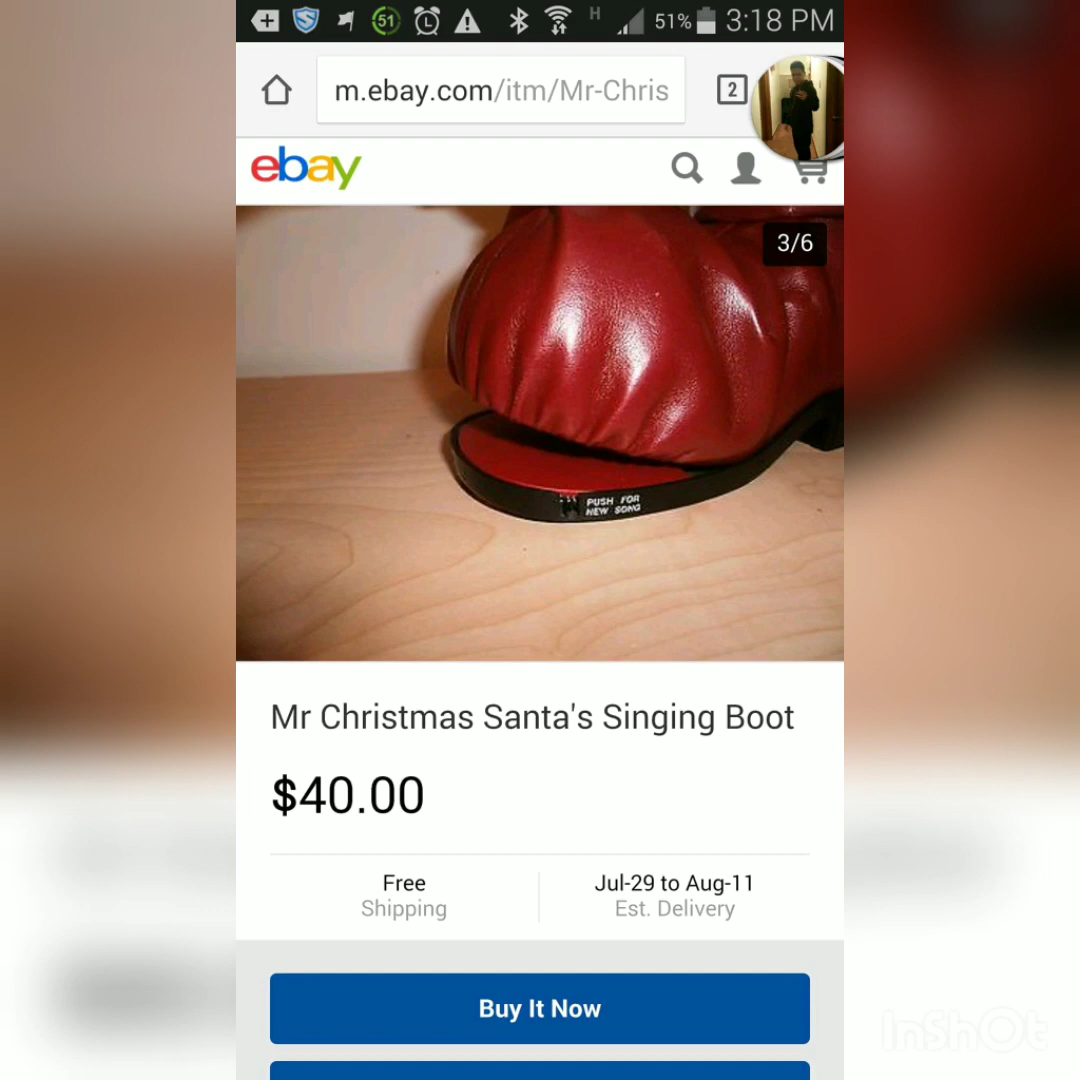 51
H
51%
3:18 PM
m.ebay.com/itm/Mr-Chris
2
ebay
3/6
PUSH FOR
NEW SONG
Mr Christmas Santa's Singing Boot
$40.00
Free
Shipping
Jul-29 to Aug-11
Est. Delivery
Buy It Now
InShOt